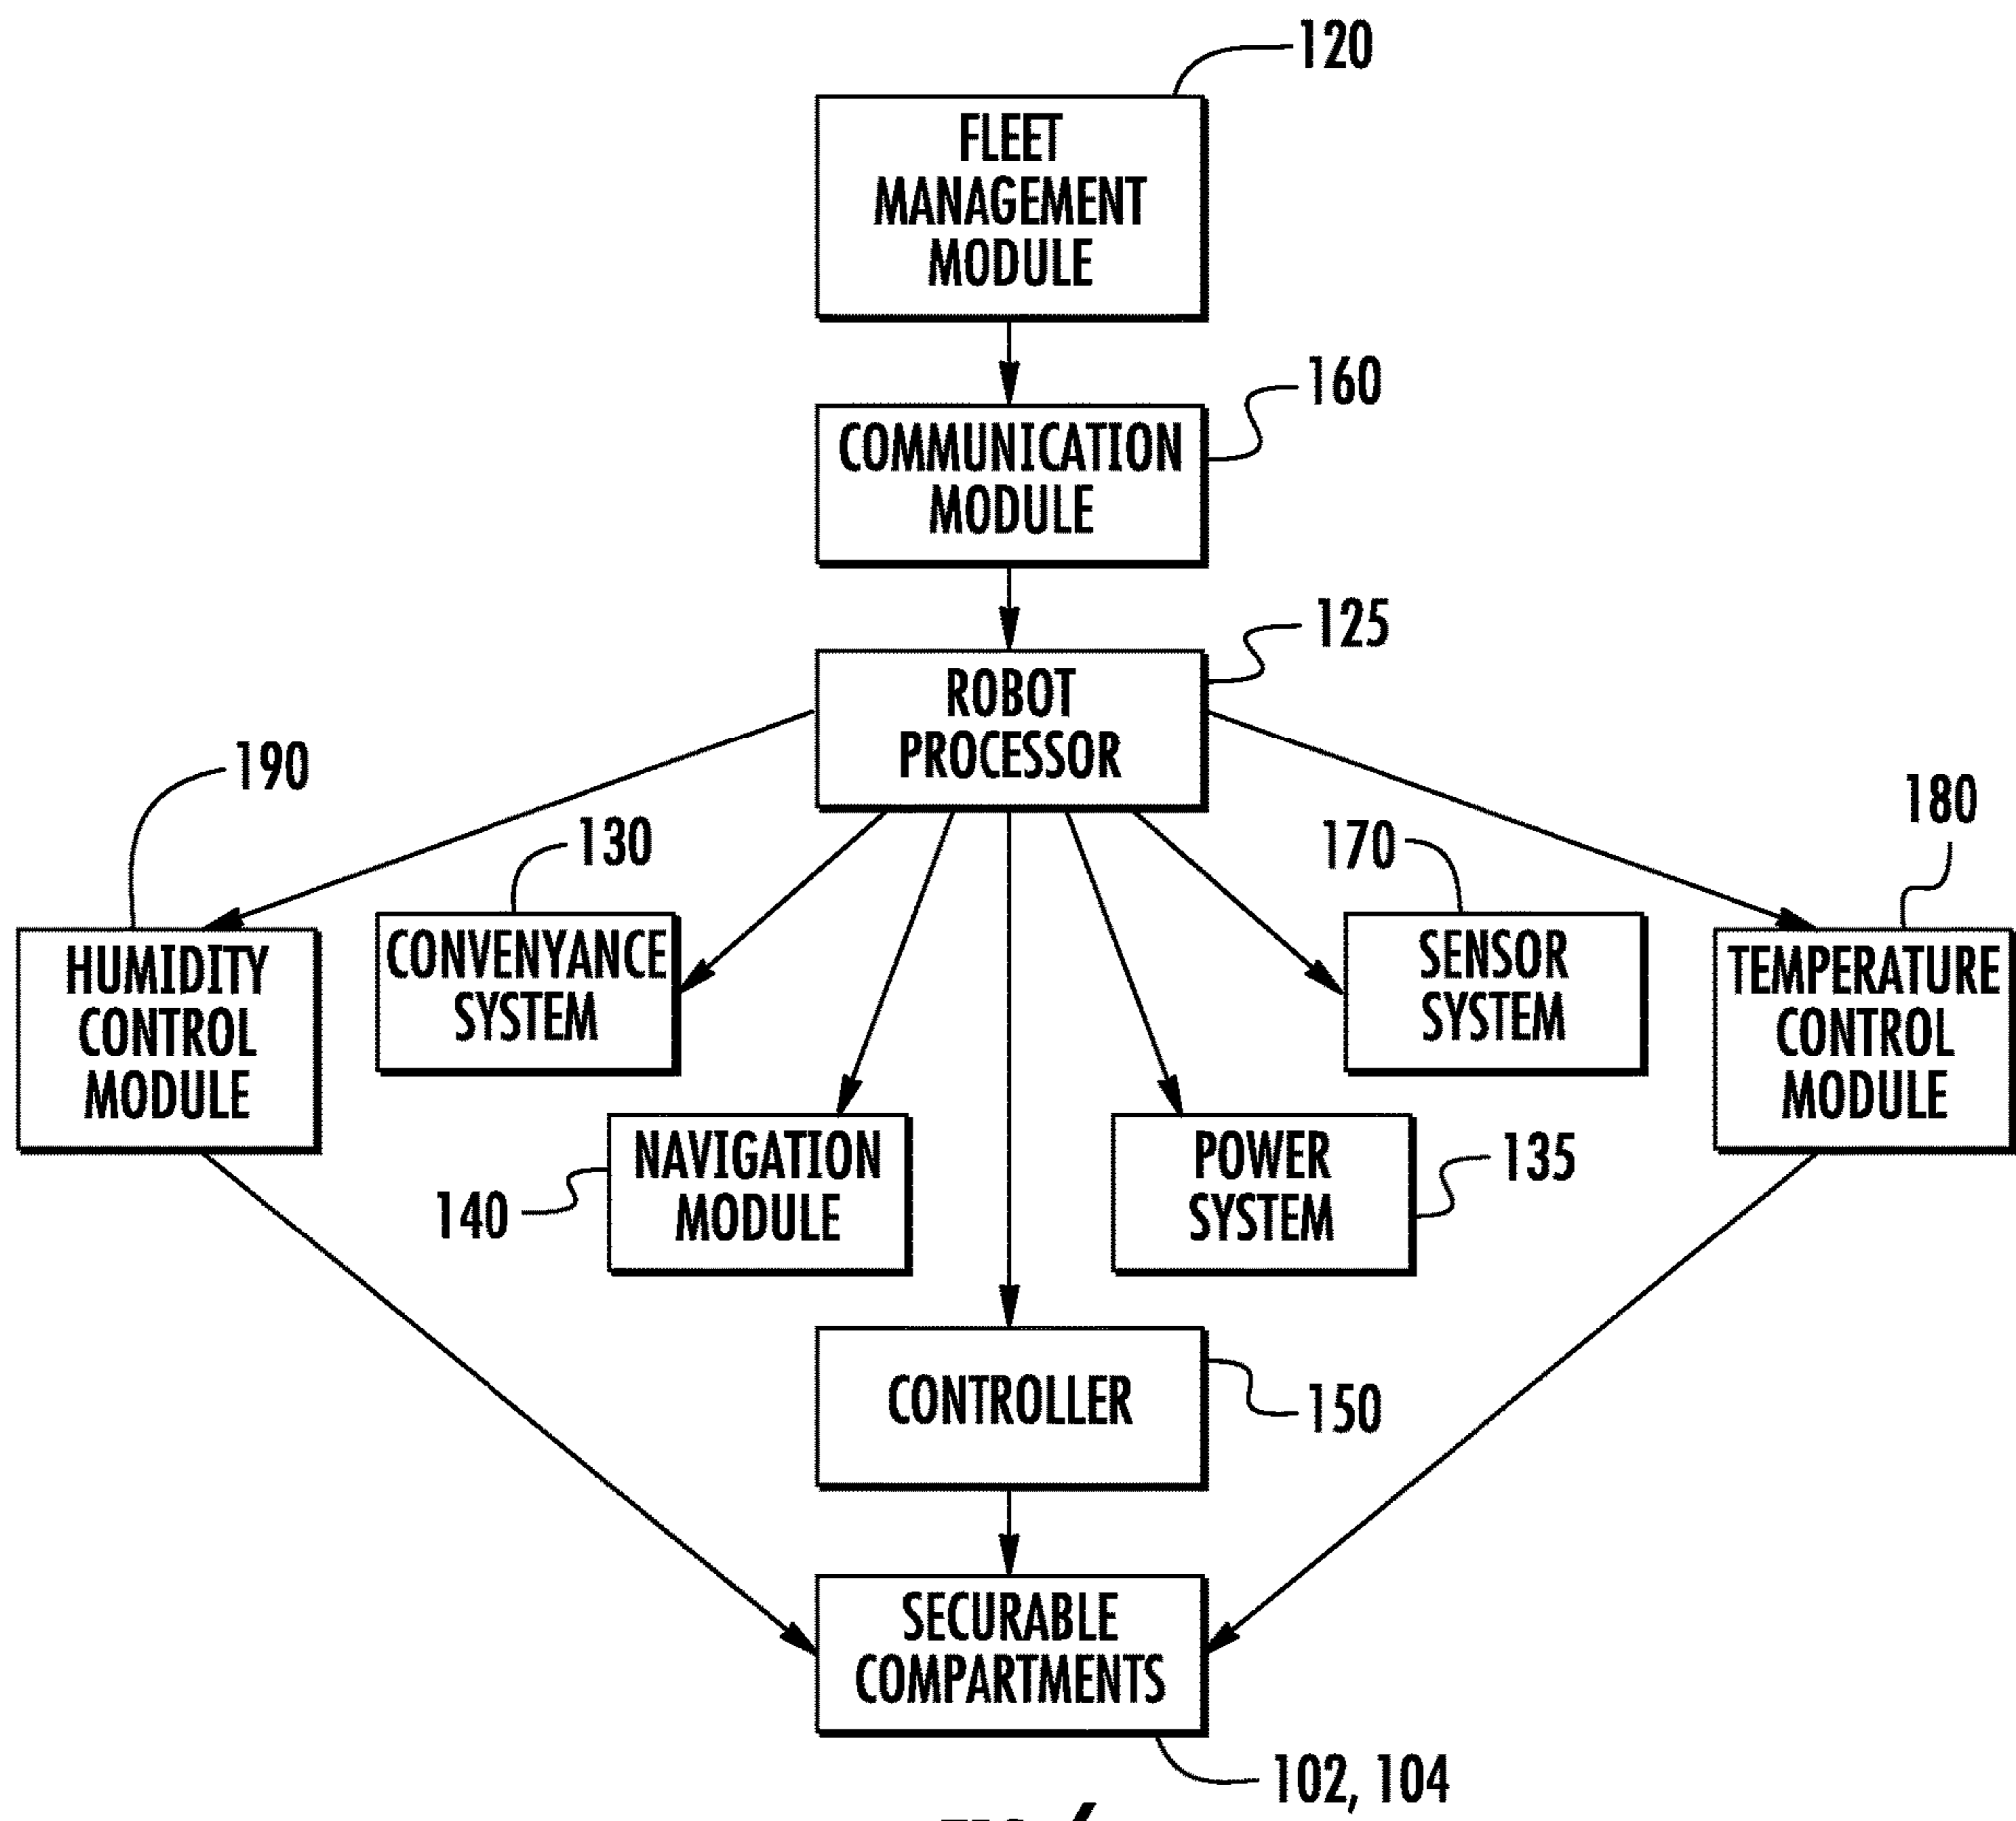 120
FLEET
MANAGEMENT
MODULE
160
COMMUNICATION
MODULE
125
ROBOT
PROCESSOR
190
130
170
180
HUMIDITY
CONTROL
MODULE
CONVENYANCE
SYSTEM
SENSOR
SYSTEM
TEMPERATURE
CONTROL
MODULE
140
NAVIGATION
MODULE
POWER
SYSTEM
135
CONTROLLER
150
SECURABLE
COMPARTMENTS
102, 104